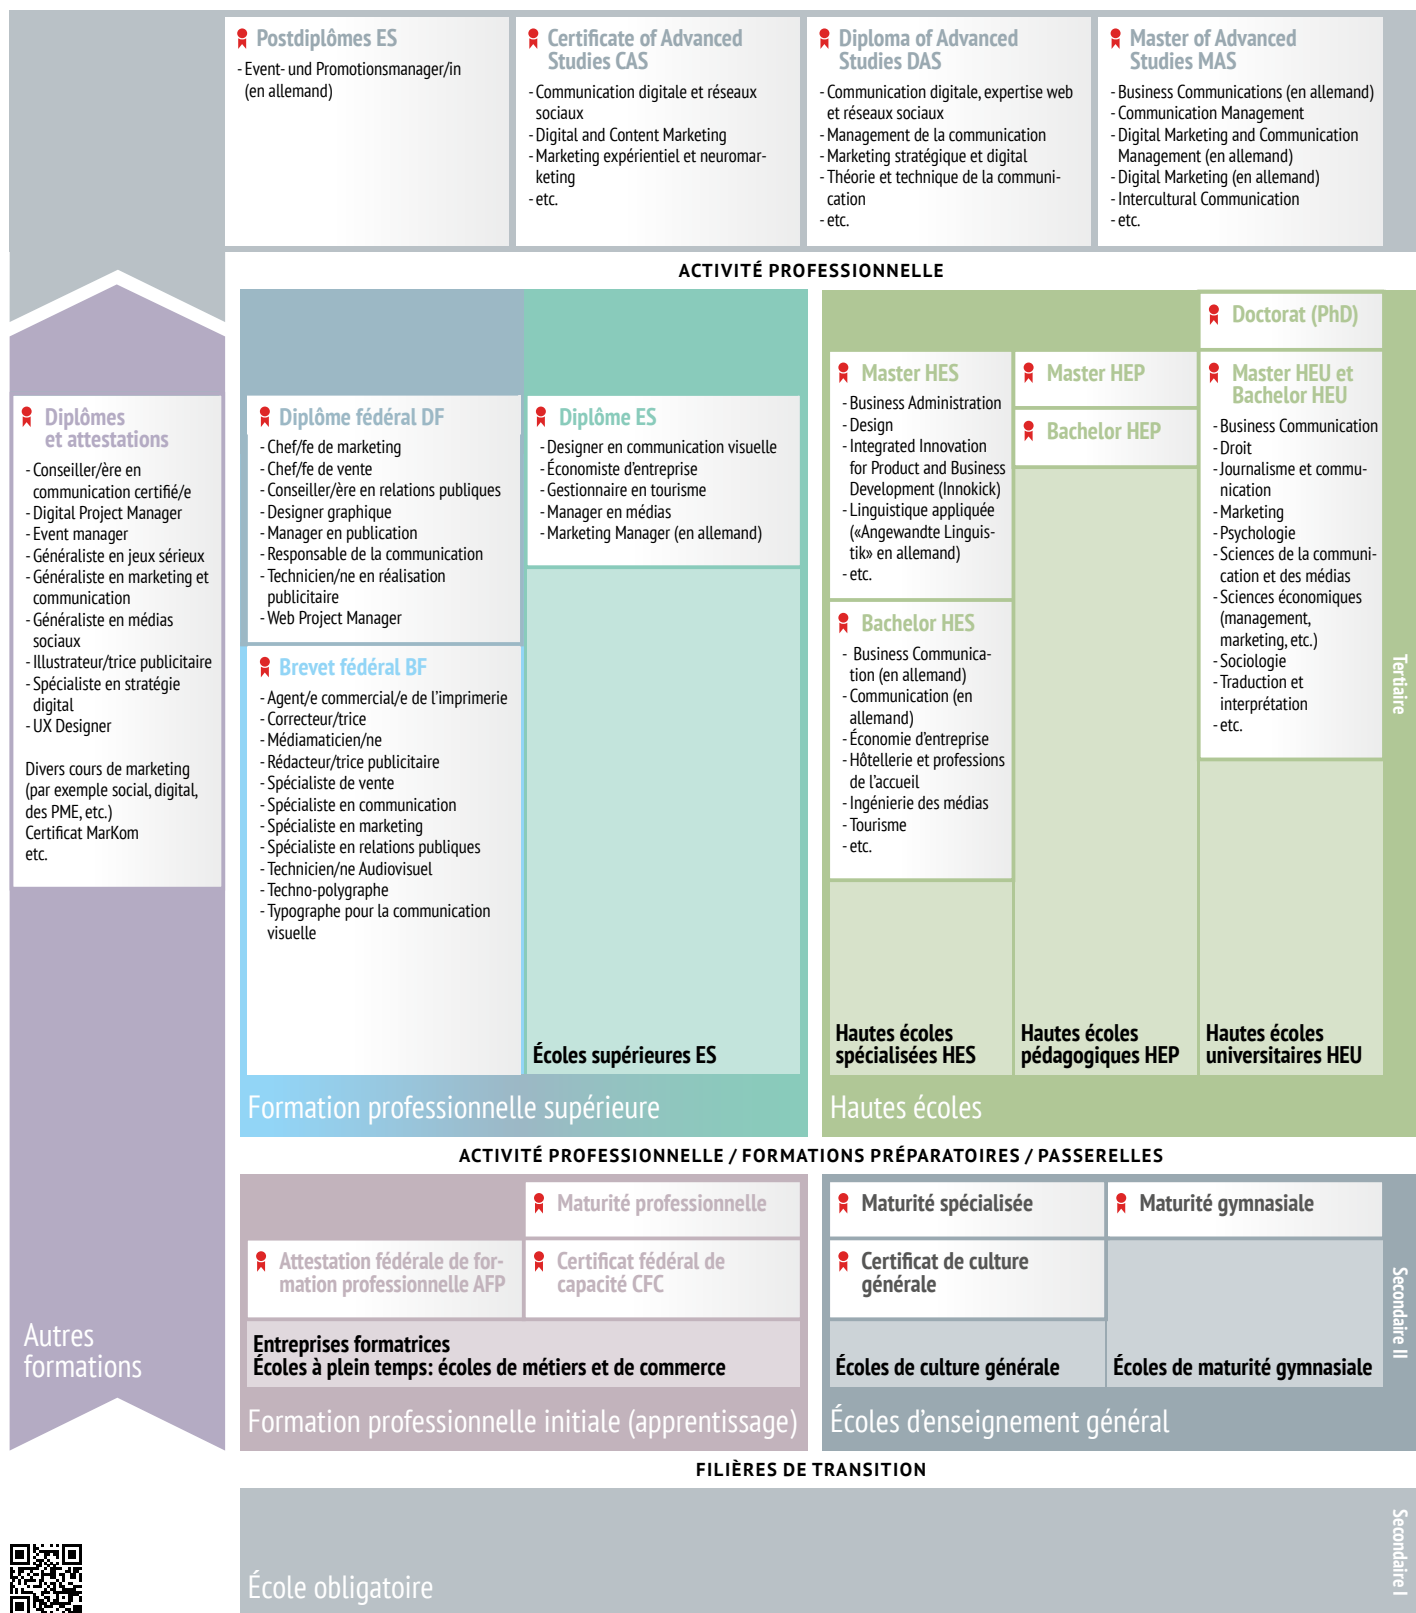 Postdiplômes ES
- Event- und Promotionsmanager/in
(en allemand)
Certificate of Advanced
Studies CAS
- Communication digitale et réseaux
sociaux
- Digital and Content Marketing
- Marketing expérientiel et neuromar-
keting
- etc.
Diploma of Advanced
Studies DAS
- Communication digitale, expertise web
et réseaux sociaux
- Management de la communication
- Marketing stratégique et digital
- Théorie et technique de la communi-
cation
- etc.
Master of Advanced
Studies MAS
- Business Communications (en allemand)
- Communication Management
- Digital Marketing and Communication
Management (en allemand)
- Digital Marketing (en allemand)
- Intercultural Communication
- etc.
ACTIVITÉ PROFESSIONNELLE
Diplômes
et attestations
- Conseiller/ère en
communication certifié/e
- Digital Project Manager
- Event manager
- Généraliste en jeux sérieux
- Généraliste en marketing et
communication
- Généraliste en médias
sociaux
- Illustrateur/trice publicitaire
- Spécialiste en stratégie
digital
- UX Designer
Divers cours de marketing
(par exemple social, digital,
des PME, etc.)
Certificat MarKom
etc.
Autres
formations
Diplôme fédéral DF
- Chef/fe de marketing
- Chef/fe de vente
- Conseiller/ère en relations publiques
- Designer graphique
- Manager en publication
- Responsable de la communication
- Technicien/ne en réalisation
publicitaire
- Web Project Manager
Brevet fédéral BF
- Agent/e commercial/e de l’imprimerie
- Correcteur/trice
- Médiamaticien/ne
- Rédacteur/trice publicitaire
- Spécialiste de vente
- Spécialiste en communication
- Spécialiste en marketing
- Spécialiste en relations publiques
- Technicien/ne Audiovisuel
- Techno-polygraphe
- Typographe pour la communication
visuelle
Diplôme ES
- Designer en communication visuelle
- Économiste d’entreprise
- Gestionnaire en tourisme
- Manager en médias
- Marketing Manager (en allemand)
Écoles supérieures ES
Formation professionnelle supérieure
Master HES
- Business Administration
- Design
- Integrated Innovation
for Product and Business
Development (Innokick)
- Linguistique appliquée
(«Angewandte Linguis-
tik» en allemand)
- etc.
Bachelor HES
- Business Communica-
tion (en allemand)
- Communication (en
allemand)
- Économie d’entreprise
- Hôtellerie et professions
de l’accueil
- Ingénierie des médias
- Tourisme
- etc.
Hautes écoles
spécialisées HES
Master HEP
Bachelor HEP
Hautes écoles
pédagogiques HEP
Doctorat (PhD)
Master HEU et
Bachelor HEU
- Business Communication
- Droit
- Journalisme et commu-
nication
- Marketing
- Psychologie
- Sciences de la communi-
cation et des médias
- Sciences économiques
(management,
marketing, etc.)
- Sociologie
- Traduction et
interprétation
- etc.
Hautes écoles
universitaires HEU
Hautes écoles
Tertiaire
ACTIVITÉ PROFESSIONNELLE / FORMATIONS PRÉPARATOIRES / PASSERELLES
Maturité professionnelle
Attestation fédérale de for-
mation professionnelle AFP
Certificat fédéral de
capacité CFC
Entreprises formatrices
Écoles à plein temps: écoles de métiers et de commerce
Formation professionnelle initiale (apprentissage)
Maturité spécialisée
Certificat de culture
générale
Écoles de culture générale
Maturité gymnasiale
Écoles de maturité gymnasiale
Écoles d’enseignement général
Secondaire II
FILIÈRES DE TRANSITION
École obligatoire
Secondaire I